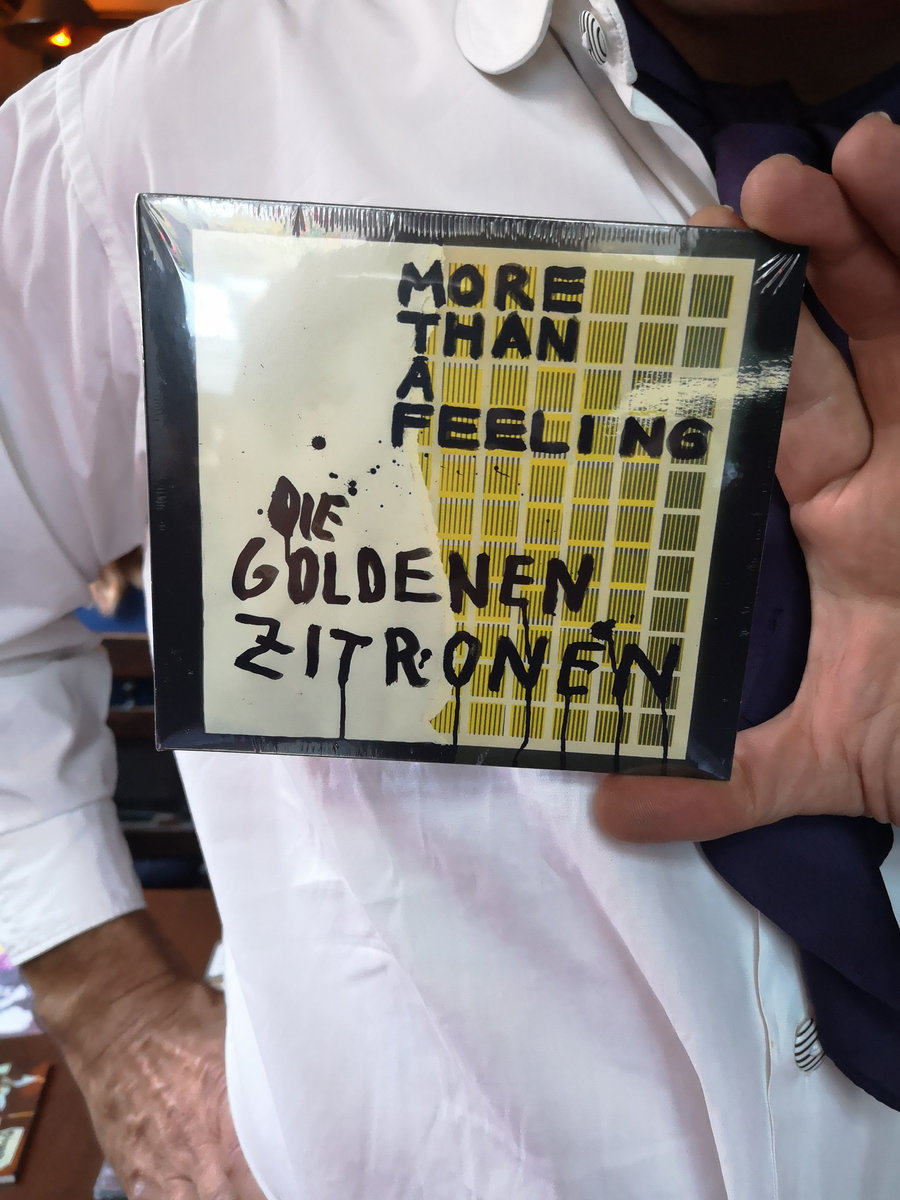 MORE
THAN
A
FEELING
DIE
GOLDENEN
ZITRONEN